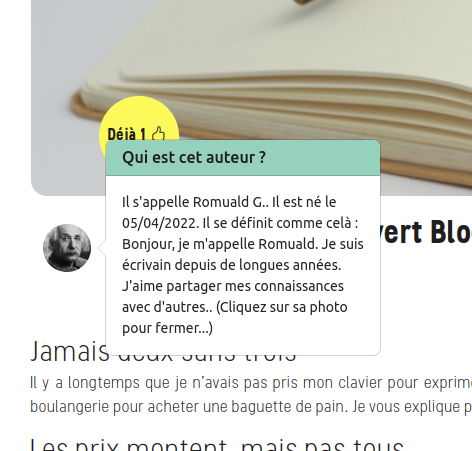 Déjà 1
Qui est cet auteur ?
Il s'appelle Romuald G.. Il est né le
05/04/2022. Il se définit comme celà :
Bonjour, je m'appelle Romuald. Je suis
écrivain depuis de longues années.
J'aime partager mes connaissances
avec d'autres.. (Cliquez sur sa photo
pour fermer...)
vert Blo
Jamais doux sans trois
Il y a longtemps que je n'avais pas pris mon clavier pour exprim
boulangerie pour acheter une baguette de pain. Je vous explique p
Les prix montent, mais pas tous